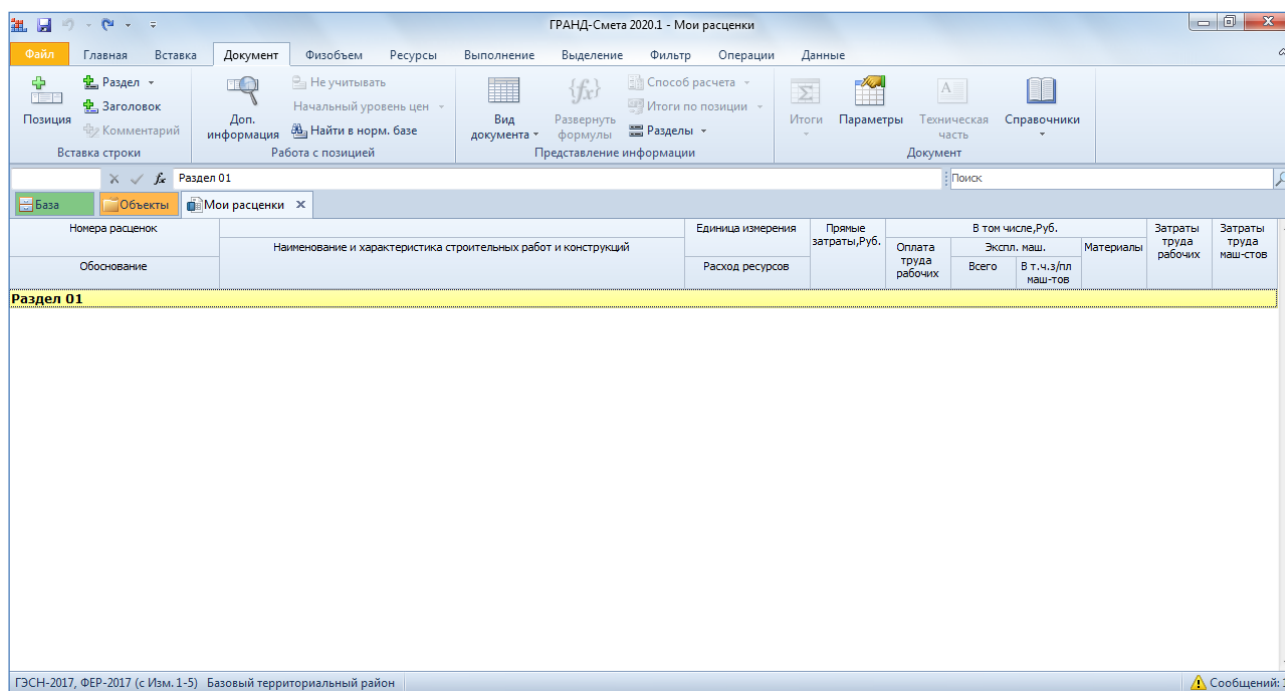 ГРАНД-Смета 2020.1 - Мои расценки
Файл Главная Вставка Документ Физобъем Ресурсы Выполнение Выделение Фильтр Операции Данные
Позиция
Раздел
Заголовок
Комментарий
Вставка строки
Доп.
информация
Не учитывать
Начальный уровень цен
Найти в норм. базе
Работа с позицией
Вид
документа
Развернуть
формулы
Способ расчета
Итоги по позиции
Разделы
Представление информации
Итоги
Параметры
Техническая
часть
Справочники
Документ
fx Раздел 01
Поиск
База Объекты Мои расценки
Номера расценок
Обоснование
Наименование и характеристика строительных работ и конструкций
Единица измерения
Расход ресурсов
Прямые
затраты,Руб.
В том числе,Руб.
Оплата
труда
рабочих
Экспл. маш.
Всего
В т.ч.з/пл
маш-тов
Материалы
Затраты
труда
рабочих
Затраты
труда
маш-стов
Раздел 01
ГЭСН-2017, ФЕР-2017 (с Изм. 1-5) Базовый территориальный район
Сообщений: